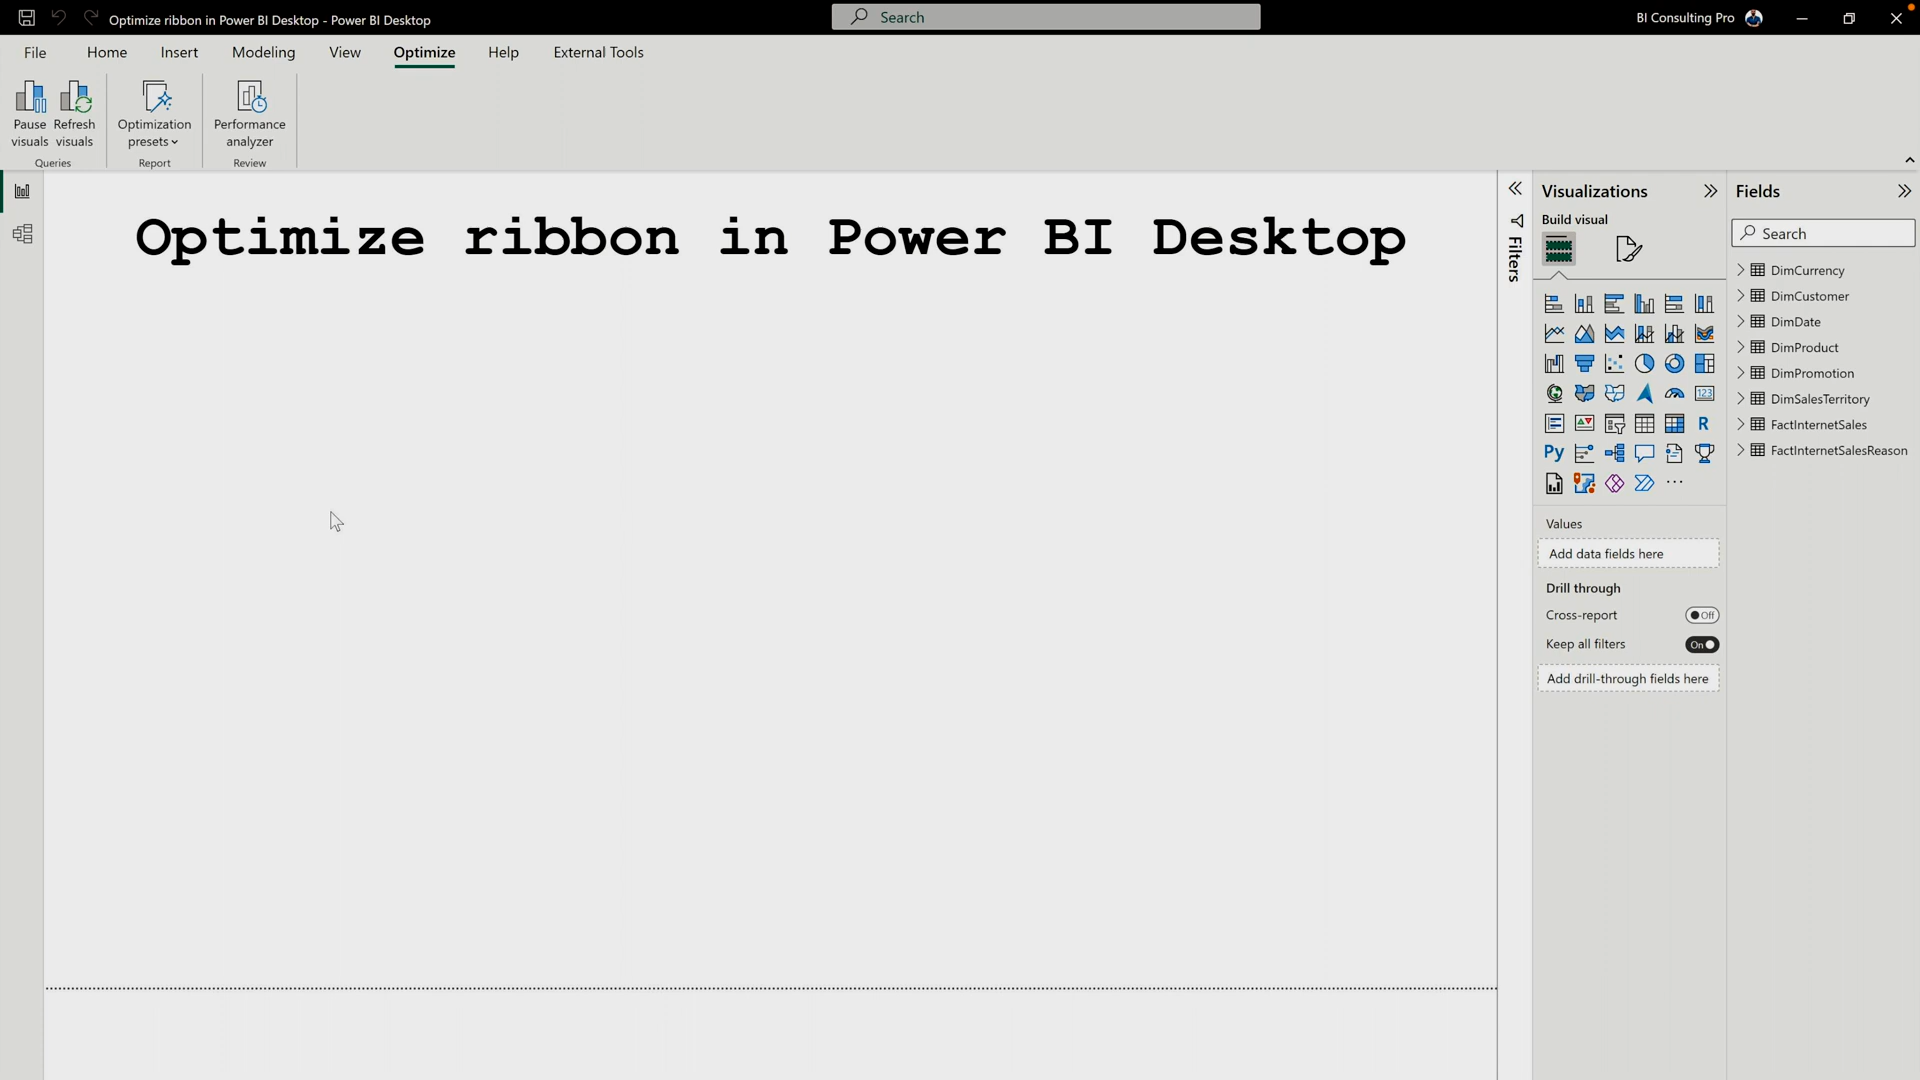 Optimize ribbon in Power BI Desktop - Power BI Desktop
Search
BI Consulting Pro
File
Home
Insert
Modeling
View
Optimize
Help
External Tools
Pause
visuals
Refresh
visuals
Optimization
presets
Performance
analyzer
Queries
Report
Review
Optimize ribbon in Power BI Desktop
Filters
Visualizations
Build visual
123
R
Py
Values
Add data fields here
Drill through
Cross-report
Off
Keep all filters
On
Add drill-through fields here
Fields
Search
DimCurrency
DimCustomer
DimDate
DimProduct
DimPromotion
DimSalesTerritory
FactInternetSales
FactInternetSalesReason